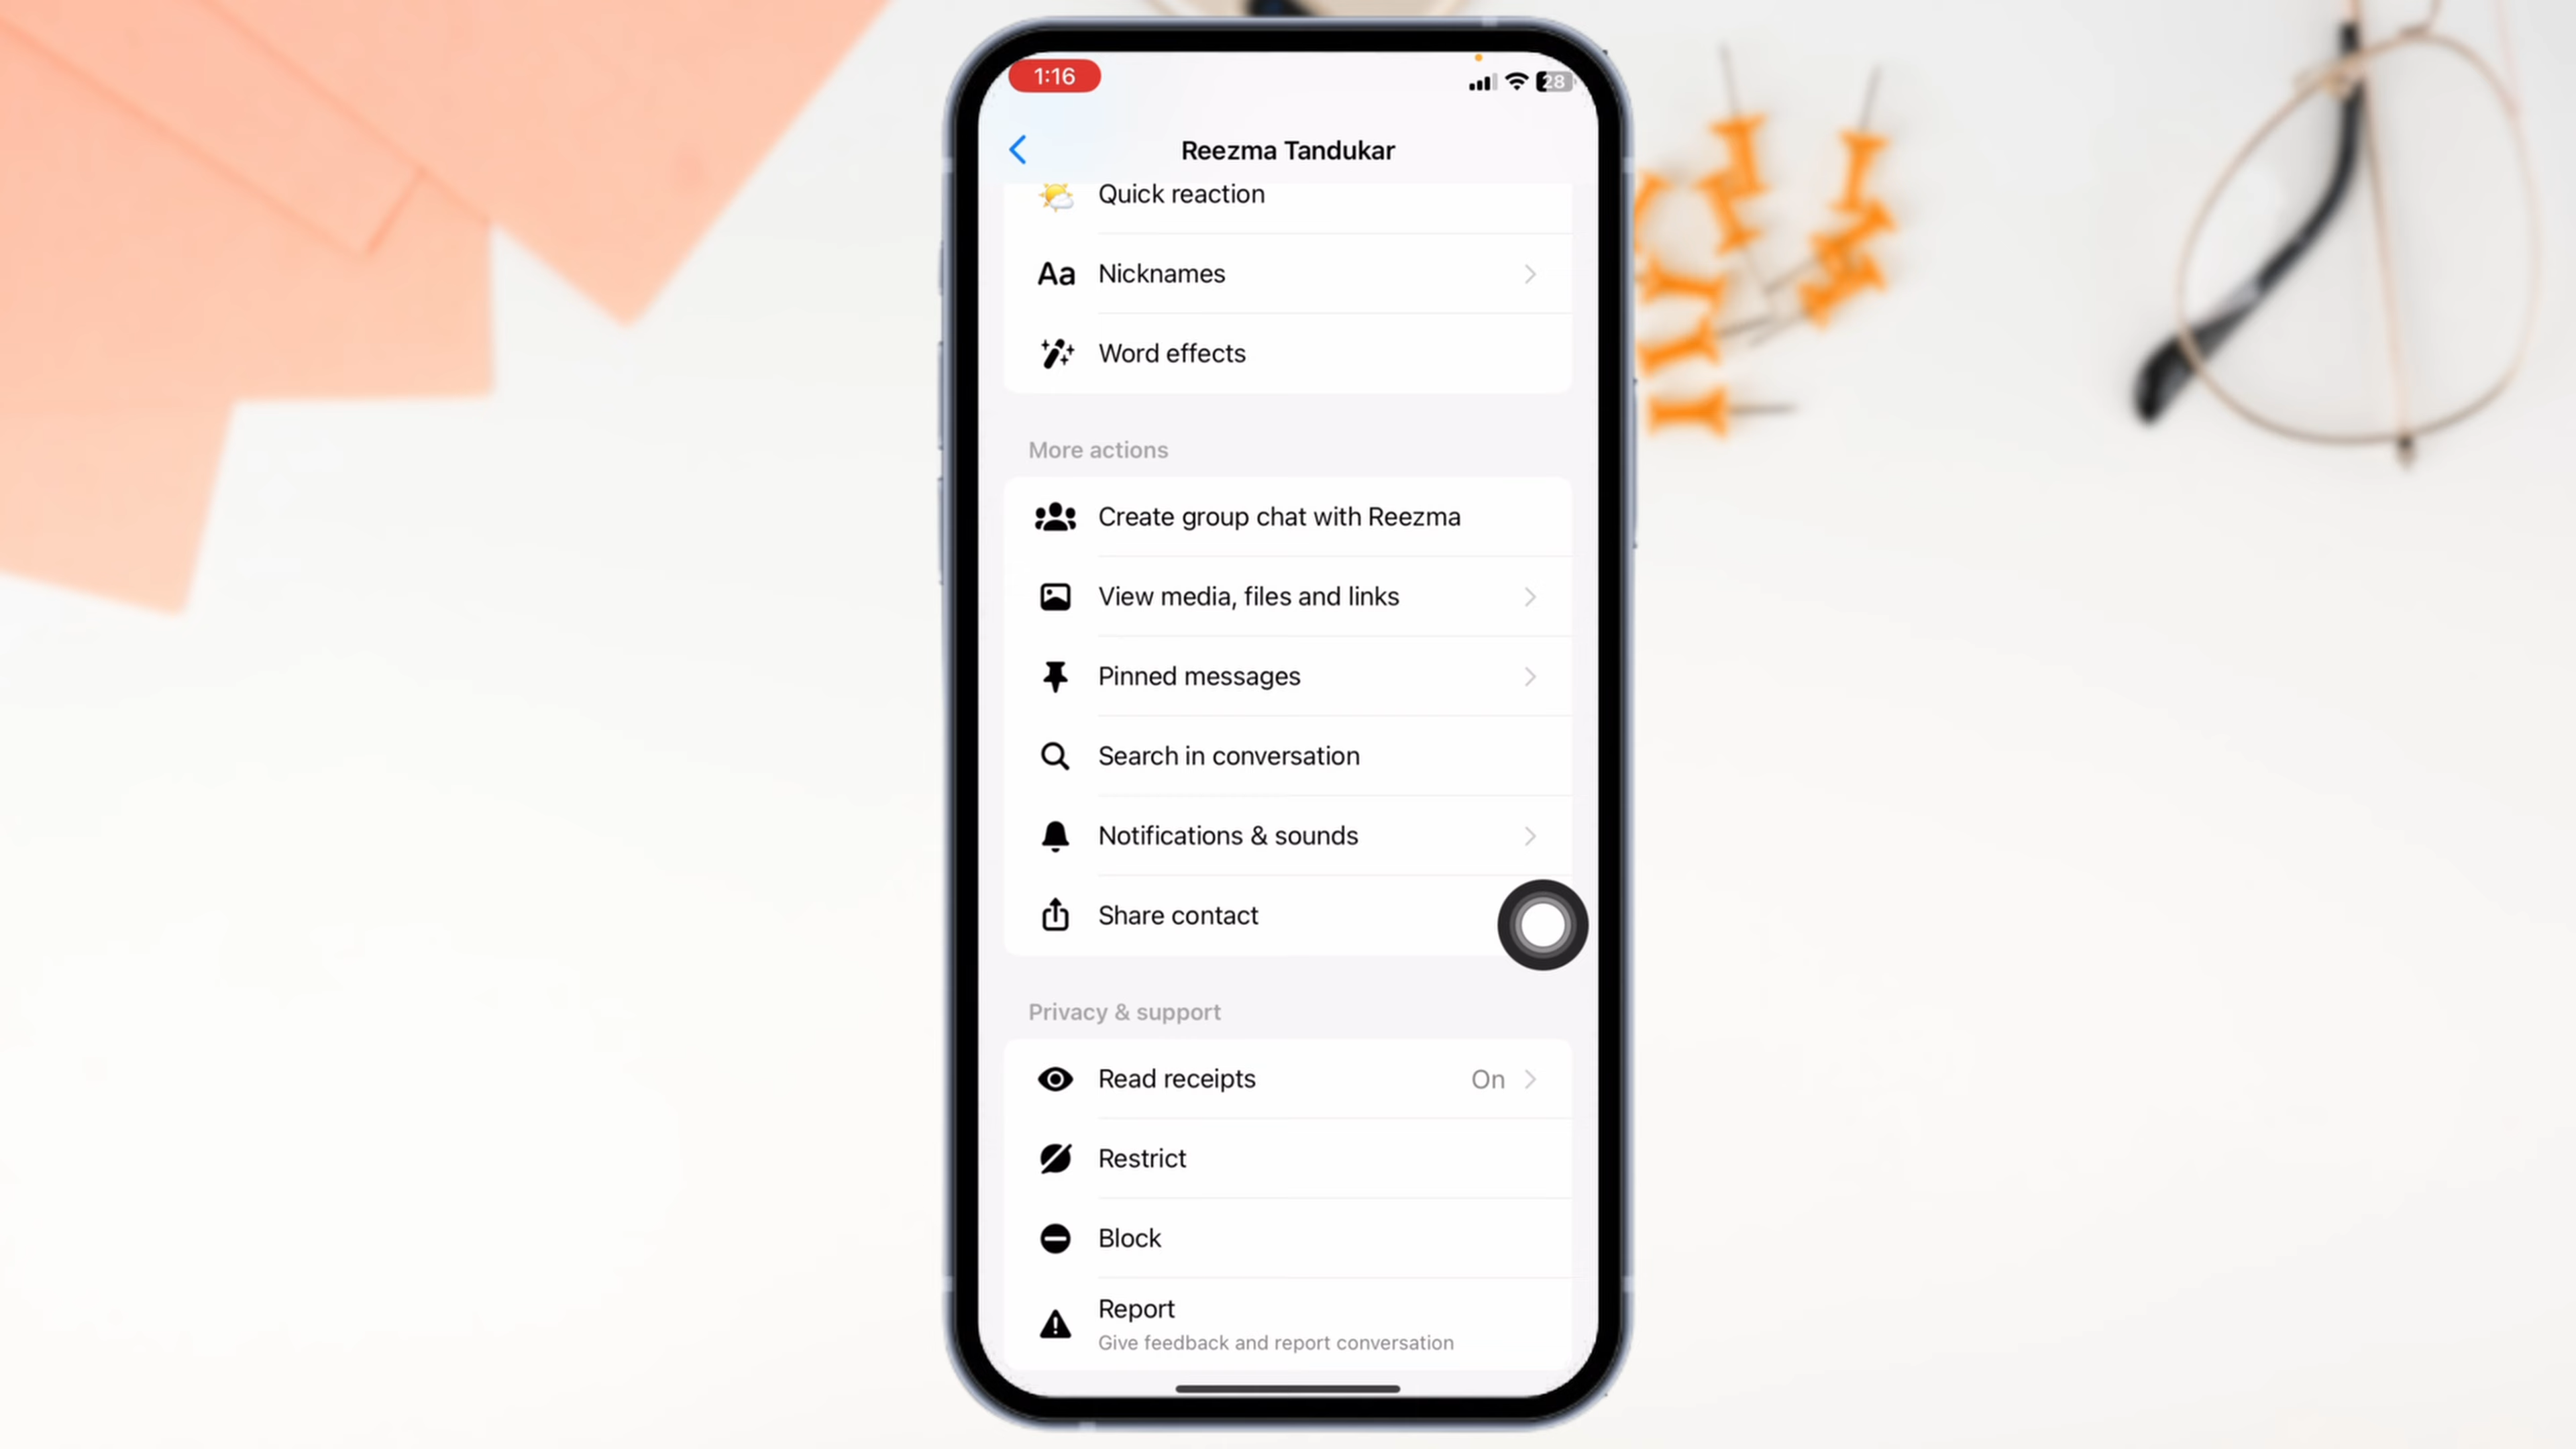 1:16
28
Reezma Tandukar
Quick reaction
Aa Nicknames
Word effects
More actions
Create group chat with Reezma
View media, files and links
Pinned messages
Search in conversation
Notifications & sounds
Share contact
Privacy & support
Read receipts On
Restrict
Block
Report
Give feedback and report conversation